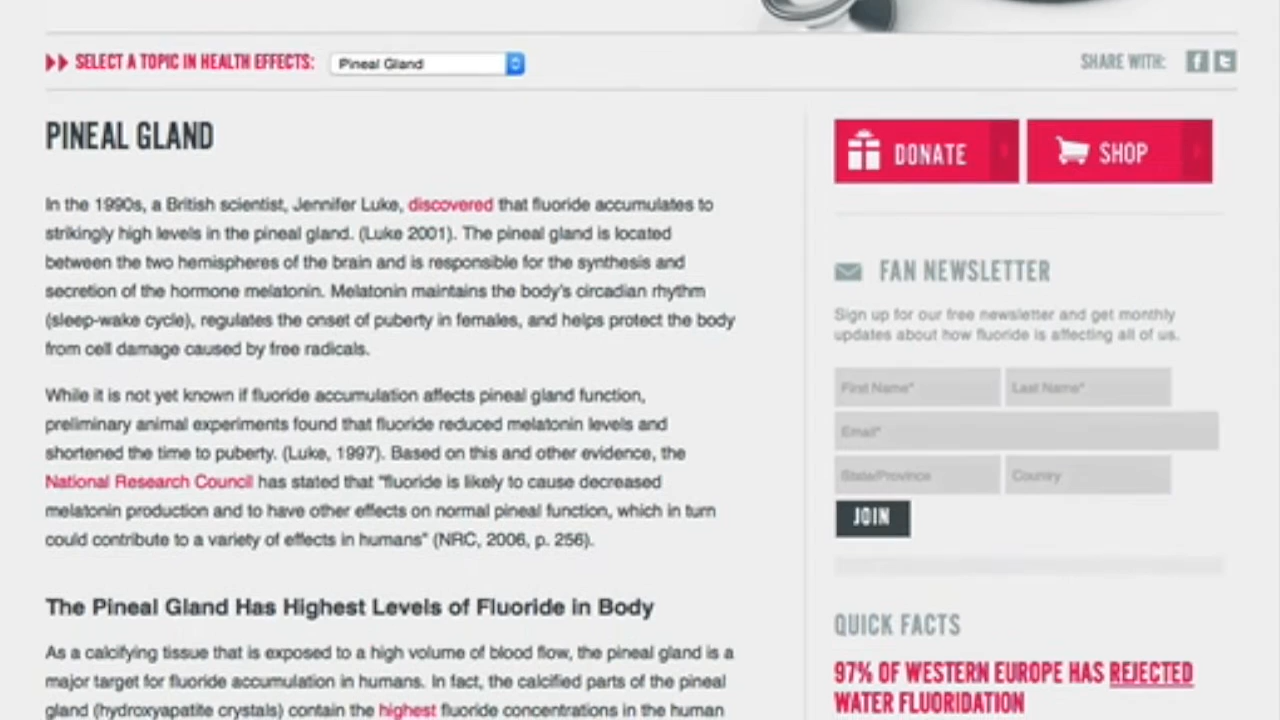 SELECT A TOPIC IN HEALTH EFFECTS:
Pineal Gland
SHARE WITH:
PINEAL GLAND
In the 1990s, a British scientist, Jennifer Luke, discovered that fluoride accumulates to
strikingly high levels in the pineal gland. (Luke 2001). The pineal gland is located
between the two hemispheres of the brain and is responsible for the synthesis and
secretion of the hormone melatonin. Melatonin maintains the body's circadian rhythm
(sleep-wake cycle), regulates the onset of puberty in females, and helps protect the body
from cell damage caused by free radicals.
While it is not yet known if fluoride accumulation affects pineal gland function,
preliminary animal experiments found that fluoride reduced melatonin levels and
shortened the time to puberty. (Luke, 1997). Based on this and other evidence, the
National Research Council has stated that "fluoride is likely to cause decreased
melatonin production and to have other effects on normal pineal function, which in turn
could contribute to a variety of effects in humans" (NRC, 2006, p. 256).
The Pineal Gland Has Highest Levels of Fluoride in Body
As a calcifying tissue that is exposed to a high volume of blood flow, the pineal gland is a
major target for fluoride accumulation in humans. In fact, the calcified parts of the pineal
gland (hydroxyapatite crystals) contain the highest fluoride concentrations in the human
DONATE
SHOP
FAN NEWSLETTER
Sign up for our free newsletter and get monthly
updates about how fluoride is affecting all of us.
First Name*
Last Name*
Email*
State/Province
Country
JOIN
QUICK FACTS
97% OF WESTERN EUROPE HAS REJECTED
WATER FLUORIDATION